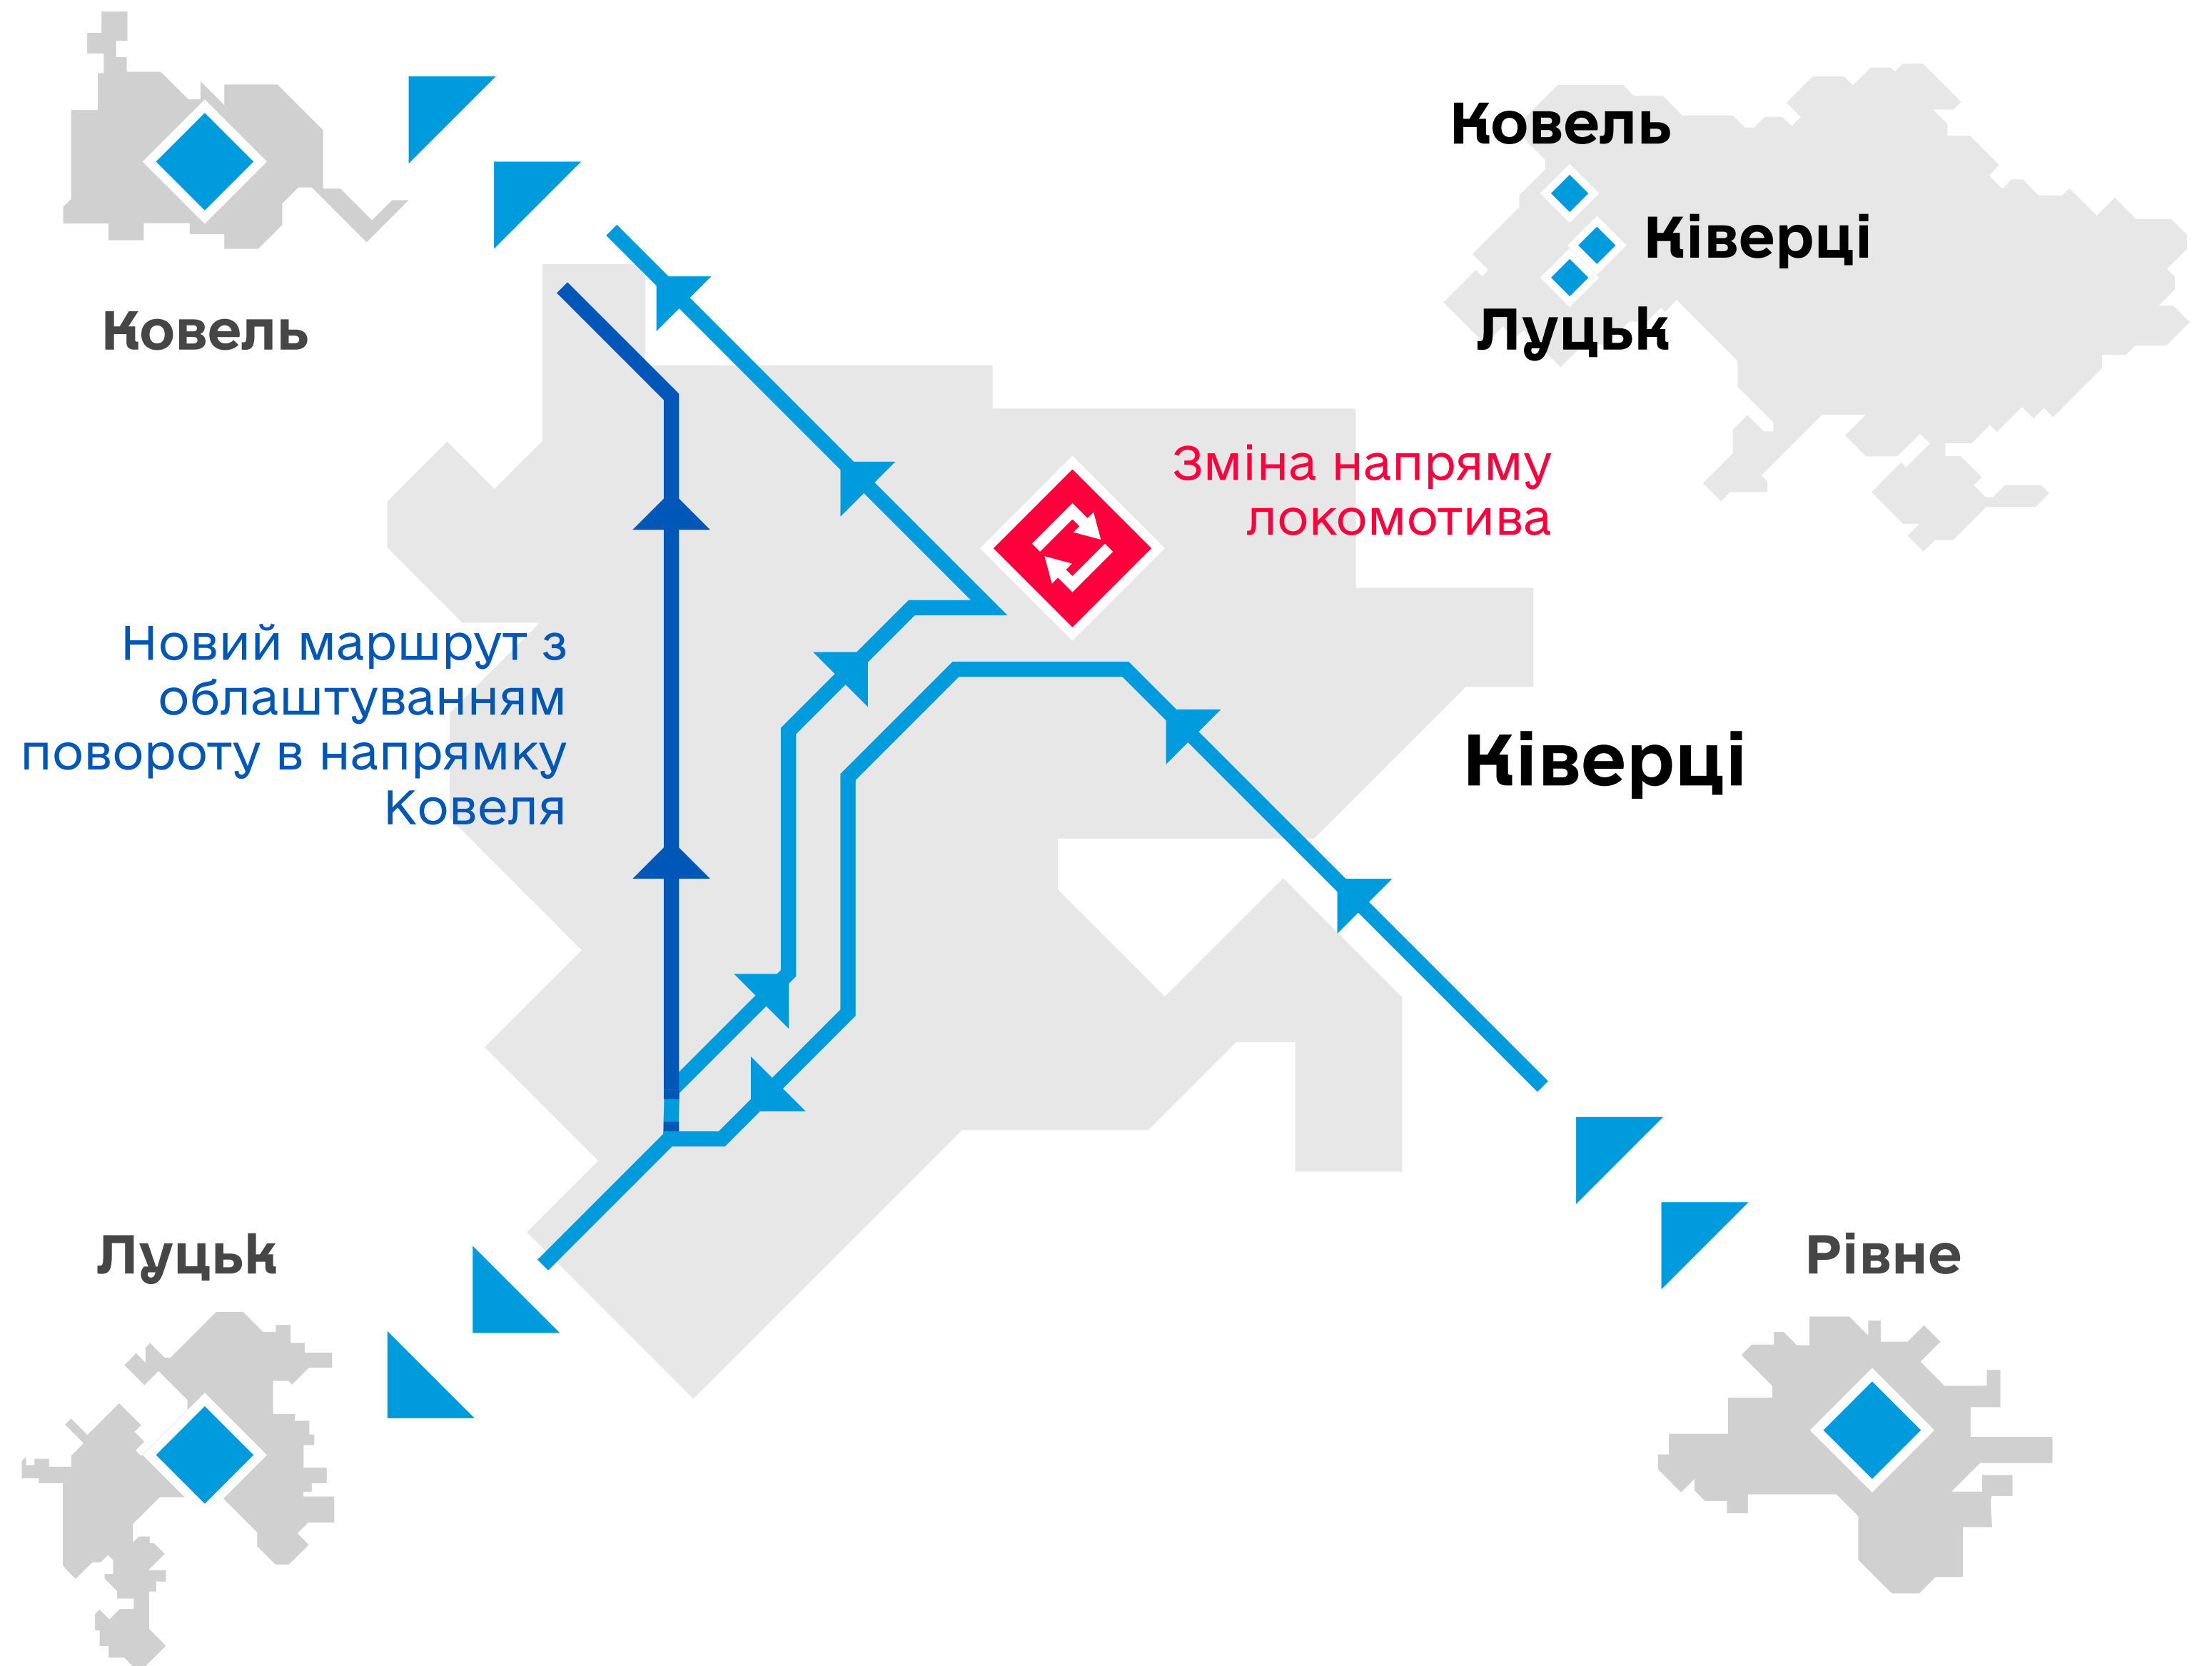 Ковель
Ківерці
Луцьк
Ковель
Зміна напряму
локомотива
Новий маршрут з
облаштуванням
повороту в напрямку
Ковеля
Ківерці
Луцьк
Рівне